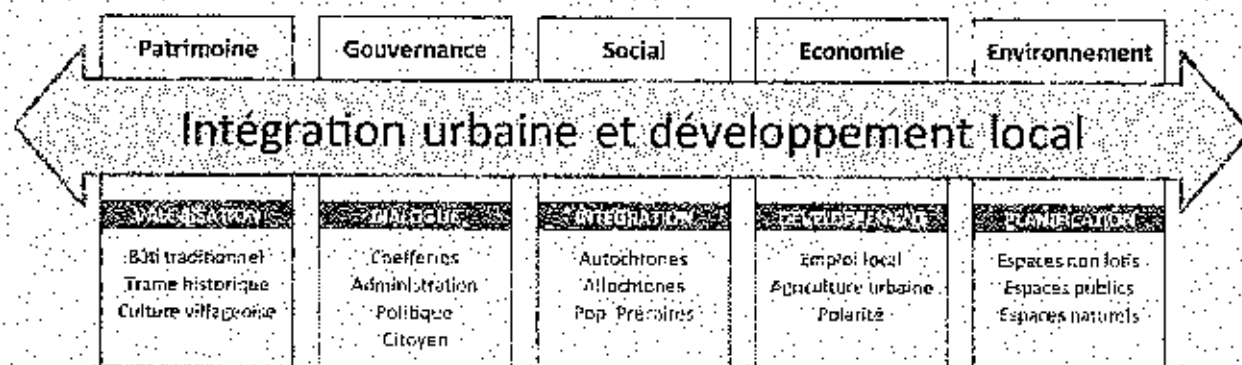 Patrimoine
Gouvernance
Social
Economie
Environnement
Intégration urbaine et développement local
VALORISATION
DIALOGUE
INTEGRATION
DEVELOPPEMENT
PLANIFICATION
Bâti traditionnel
Trame historique
Culture villageoise
Chefferies
Administration
Politique
Citoyen
Autochtones
Allochtones
Pop. Précaires
Emploi local
Agriculture urbaine
Polarité
Espaces non lotis
Espaces publics
Espaces naturels